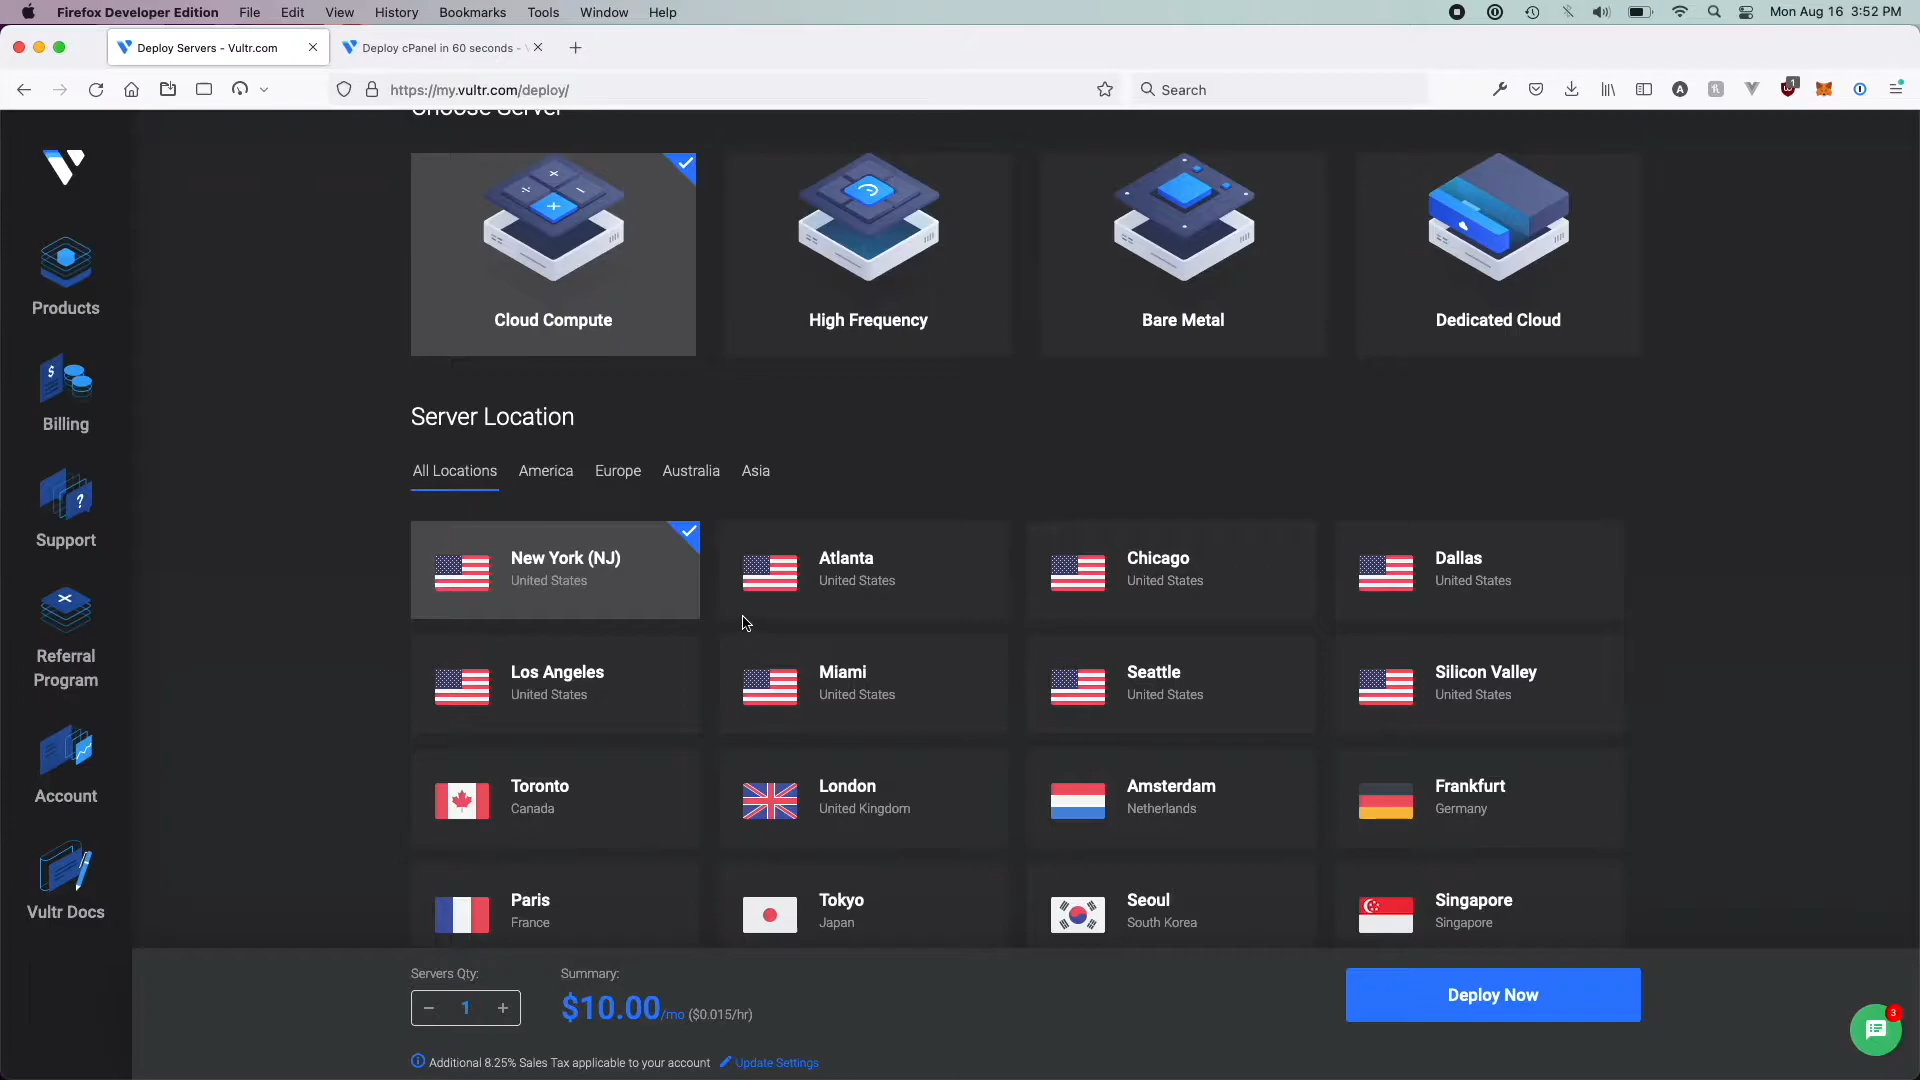 Firefox Developer Edition File Edit View History Bookmarks Tools Window Help Mon Aug 16 3:52 PM
Deploy Servers - Vultr.com Deploy cPanel in 60 seconds -
https://my.vultr.com/deploy/ Search 1
Choose Server
Cloud Compute High Frequency Bare Metal Dedicated Cloud
Products
Billing
Support
Referral
Program
Account
Vultr Docs
Server Location
All Locations America Europe Australia Asia
New York (NJ) Atlanta Chicago Dallas
United States United States United States United States
Los Angeles Miami Seattle Silicon Valley
United States United States United States United States
Toronto London Amsterdam Frankfurt
Canada United Kingdom Netherlands Germany
Paris Tokyo Seoul Singapore
France Japan South Korea Singapore
Servers Qty: Summary:
− 1 + $10.00/mo ($0.015/hr) Deploy Now
3
Additional 8.25% Sales Tax applicable to your account Update Settings